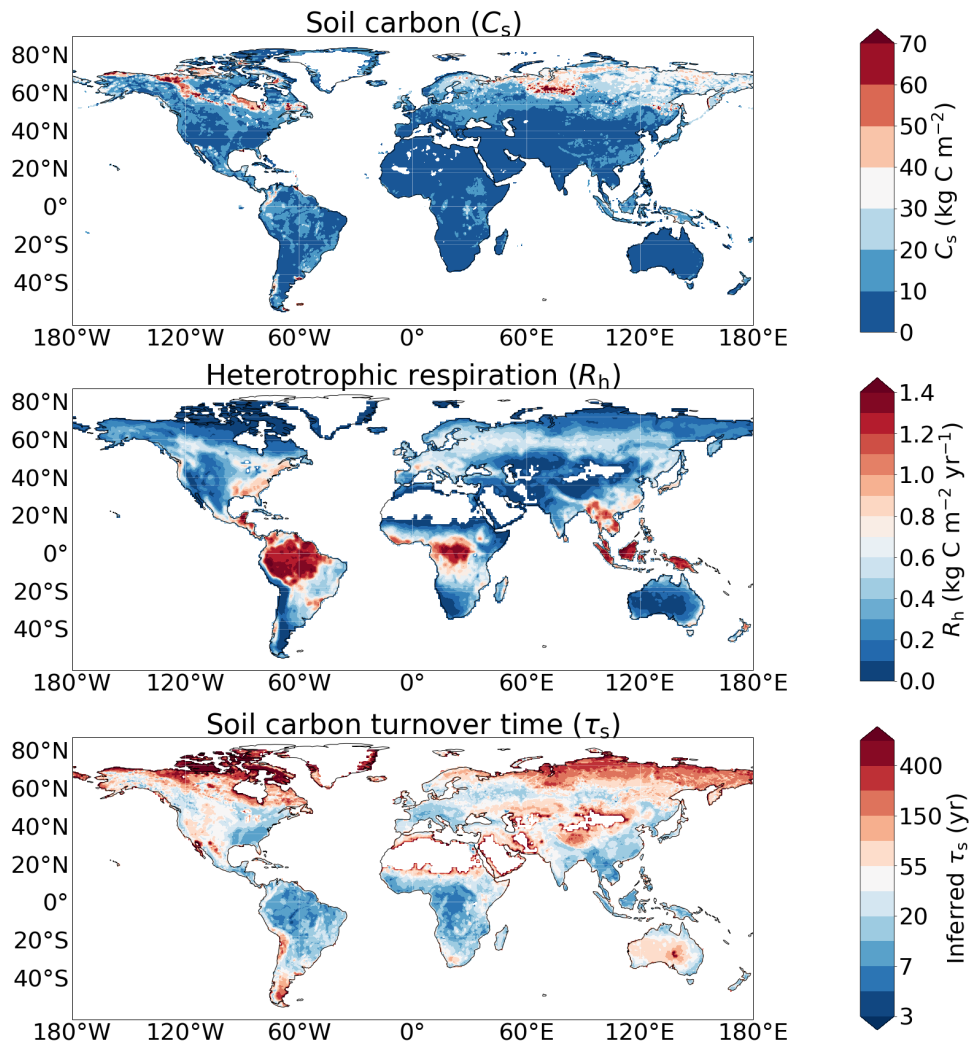 Soil carbon (Cₛ)
80°N
60°N
40°N
20°N
0°
20°S
40°S
180°W 120°W 60°W 0° 60°E 120°E 180°E
70
60
50
40
30
20
10
0
Cₛ (kg C m⁻²)
Heterotrophic respiration (Rₕ)
80°N
60°N
40°N
20°N
0°
20°S
40°S
180°W 120°W 60°W 0° 60°E 120°E 180°E
1.4
1.2
1.0
0.8
0.6
0.4
0.2
0.0
Rₕ (kg C m⁻² yr⁻¹)
Soil carbon turnover time (τₛ)
80°N
60°N
40°N
20°N
0°
20°S
40°S
180°W 120°W 60°W 0° 60°E 120°E 180°E
400
150
55
20
7
3
Inferred τₛ (yr)